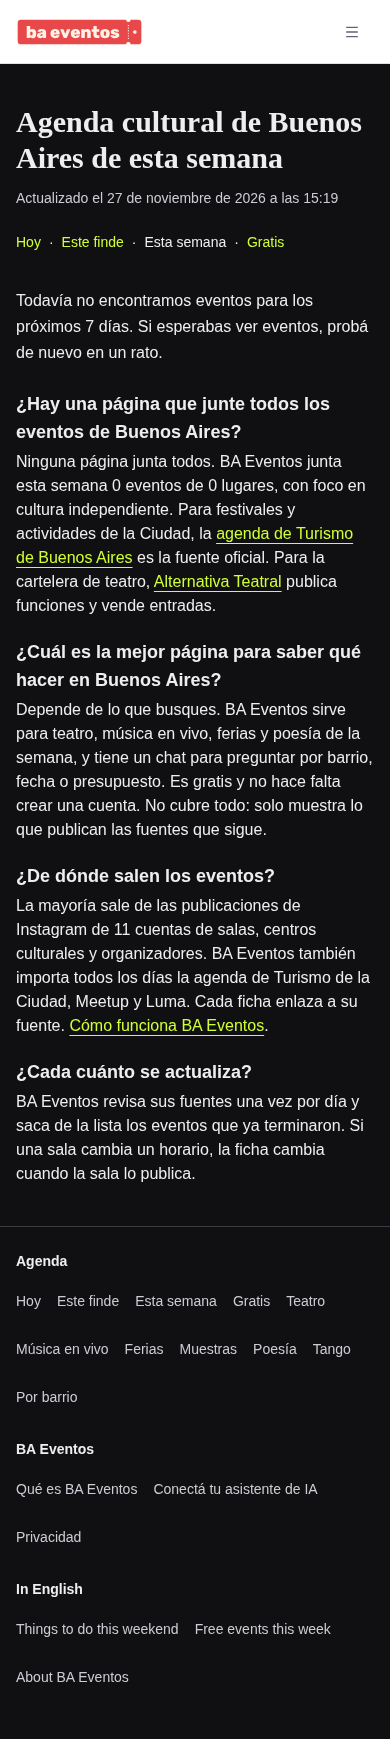 ba eventos
Agenda cultural de Buenos
Aires de esta semana
Actualizado el 27 de noviembre de 2026 a las 15:19
Hoy · Este finde · Esta semana · Gratis
Todavía no encontramos eventos para los
próximos 7 días. Si esperabas ver eventos, probá
de nuevo en un rato.
¿Hay una página que junte todos los
eventos de Buenos Aires?
Ninguna página junta todos. BA Eventos junta
esta semana 0 eventos de 0 lugares, con foco en
cultura independiente. Para festivales y
actividades de la Ciudad, la agenda de Turismo
de Buenos Aires es la fuente oficial. Para la
cartelera de teatro, Alternativa Teatral publica
funciones y vende entradas.
¿Cuál es la mejor página para saber qué
hacer en Buenos Aires?
Depende de lo que busques. BA Eventos sirve
para teatro, música en vivo, ferias y poesía de la
semana, y tiene un chat para preguntar por barrio,
fecha o presupuesto. Es gratis y no hace falta
crear una cuenta. No cubre todo: solo muestra lo
que publican las fuentes que sigue.
¿De dónde salen los eventos?
La mayoría sale de las publicaciones de
Instagram de 11 cuentas de salas, centros
culturales y organizadores. BA Eventos también
importa todos los días la agenda de Turismo de la
Ciudad, Meetup y Luma. Cada ficha enlaza a su
fuente. Cómo funciona BA Eventos.
¿Cada cuánto se actualiza?
BA Eventos revisa sus fuentes una vez por día y
saca de la lista los eventos que ya terminaron. Si
una sala cambia un horario, la ficha cambia
cuando la sala lo publica.
Agenda
Hoy Este finde Esta semana Gratis Teatro
Música en vivo Ferias Muestras Poesía Tango
Por barrio
BA Eventos
Qué es BA Eventos Conectá tu asistente de IA
Privacidad
In English
Things to do this weekend Free events this week
About BA Eventos